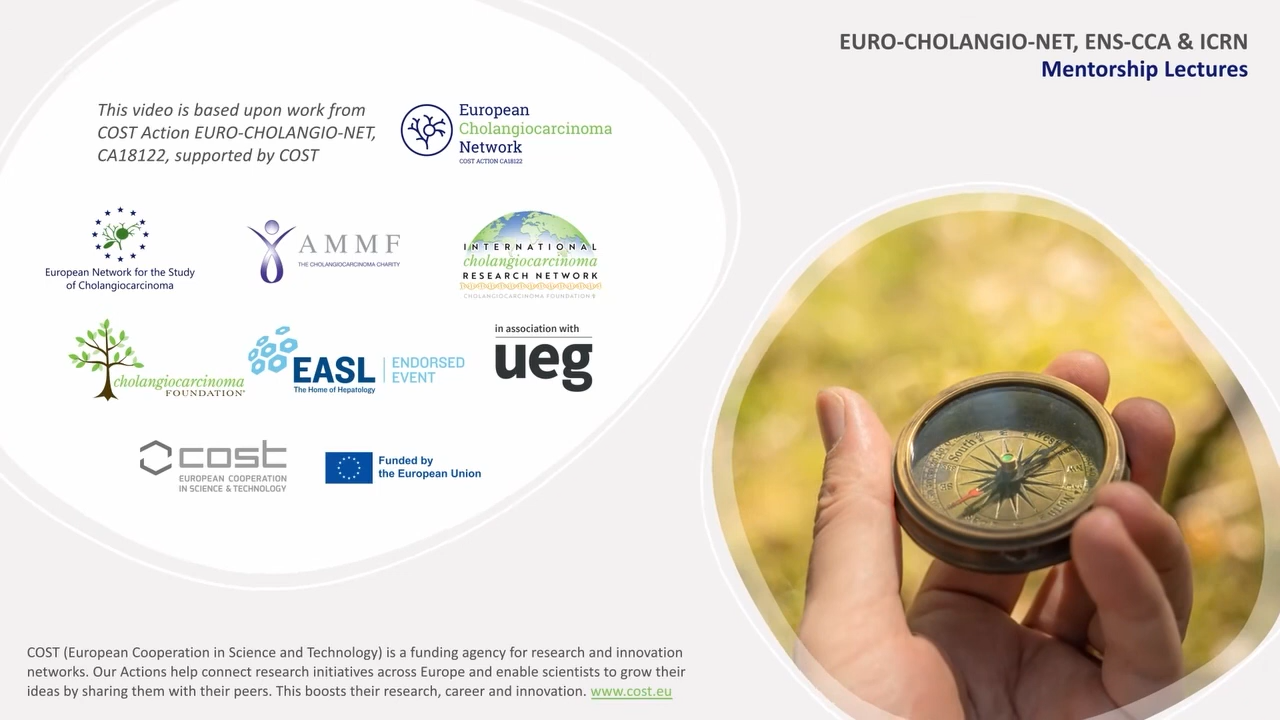 EURO-CHOLANGIO-NET, ENS-CCA & ICRN
Mentorship Lectures
This video is based upon work from
COST Action EURO-CHOLANGIO-NET,
CA18122, supported by COST
European
Cholangiocarcinoma
Network
COST ACTION CA18122
European Network for the Study
of Cholangiocarcinoma
AMMF
THE CHOLANGIOCARCINOMA CHARITY
INTERNATIONAL
cholangiocarcinoma
RESEARCH NETWORK
CHOLANGIOCARCINOMA FOUNDATION
cholangiocarcinoma
FOUNDATION
EASL
The Home of Hepatology
ENDORSED
EVENT
in association with
ueg
cost
EUROPEAN COOPERATION
IN SCIENCE & TECHNOLOGY
Funded by
the European Union
South
COST (European Cooperation in Science and Technology) is a funding agency for research and innovation
networks. Our Actions help connect research initiatives across Europe and enable scientists to grow their
ideas by sharing them with their peers. This boosts their research, career and innovation. www.cost.eu